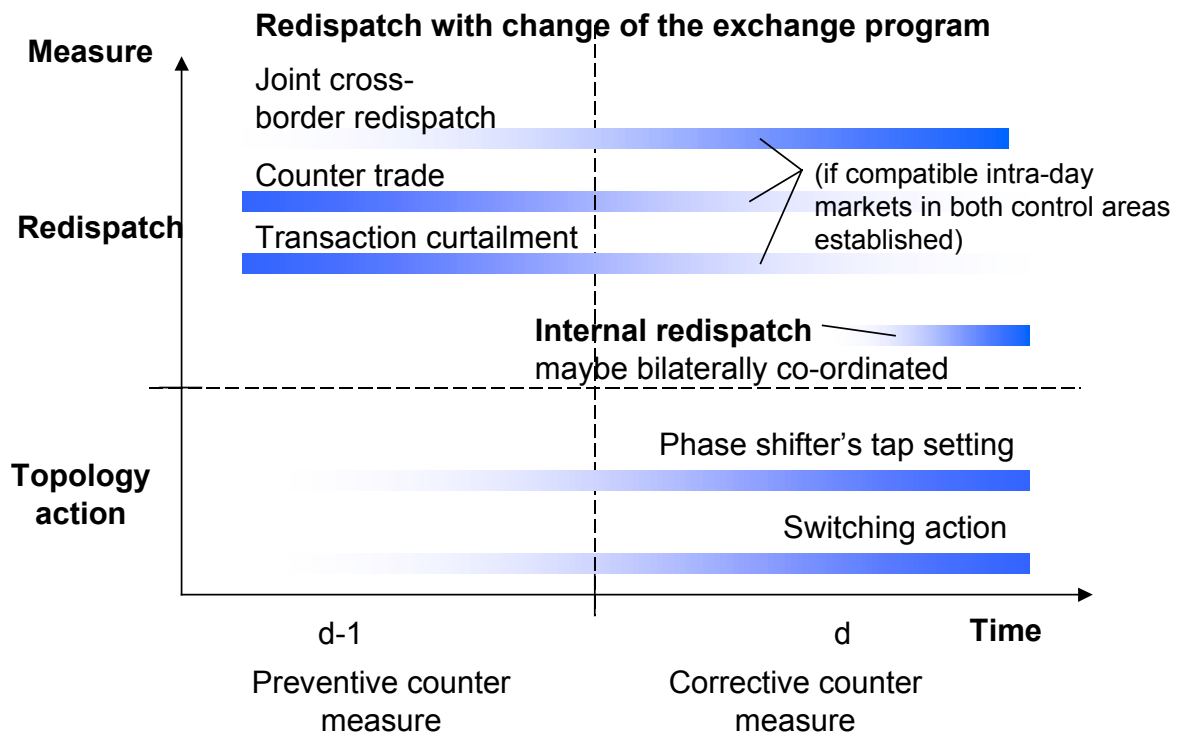 Redispatch with change of the exchange program
Measure
Joint cross-
border redispatch
Counter trade
(if compatible intra-day
markets in both control areas
established)
Redispatch
Transaction curtailment
Internal redispatch
maybe bilaterally co-ordinated
Phase shifter’s tap setting
Topology
action
Switching action
d-1
d
Time
Preventive counter
measure
Corrective counter
measure